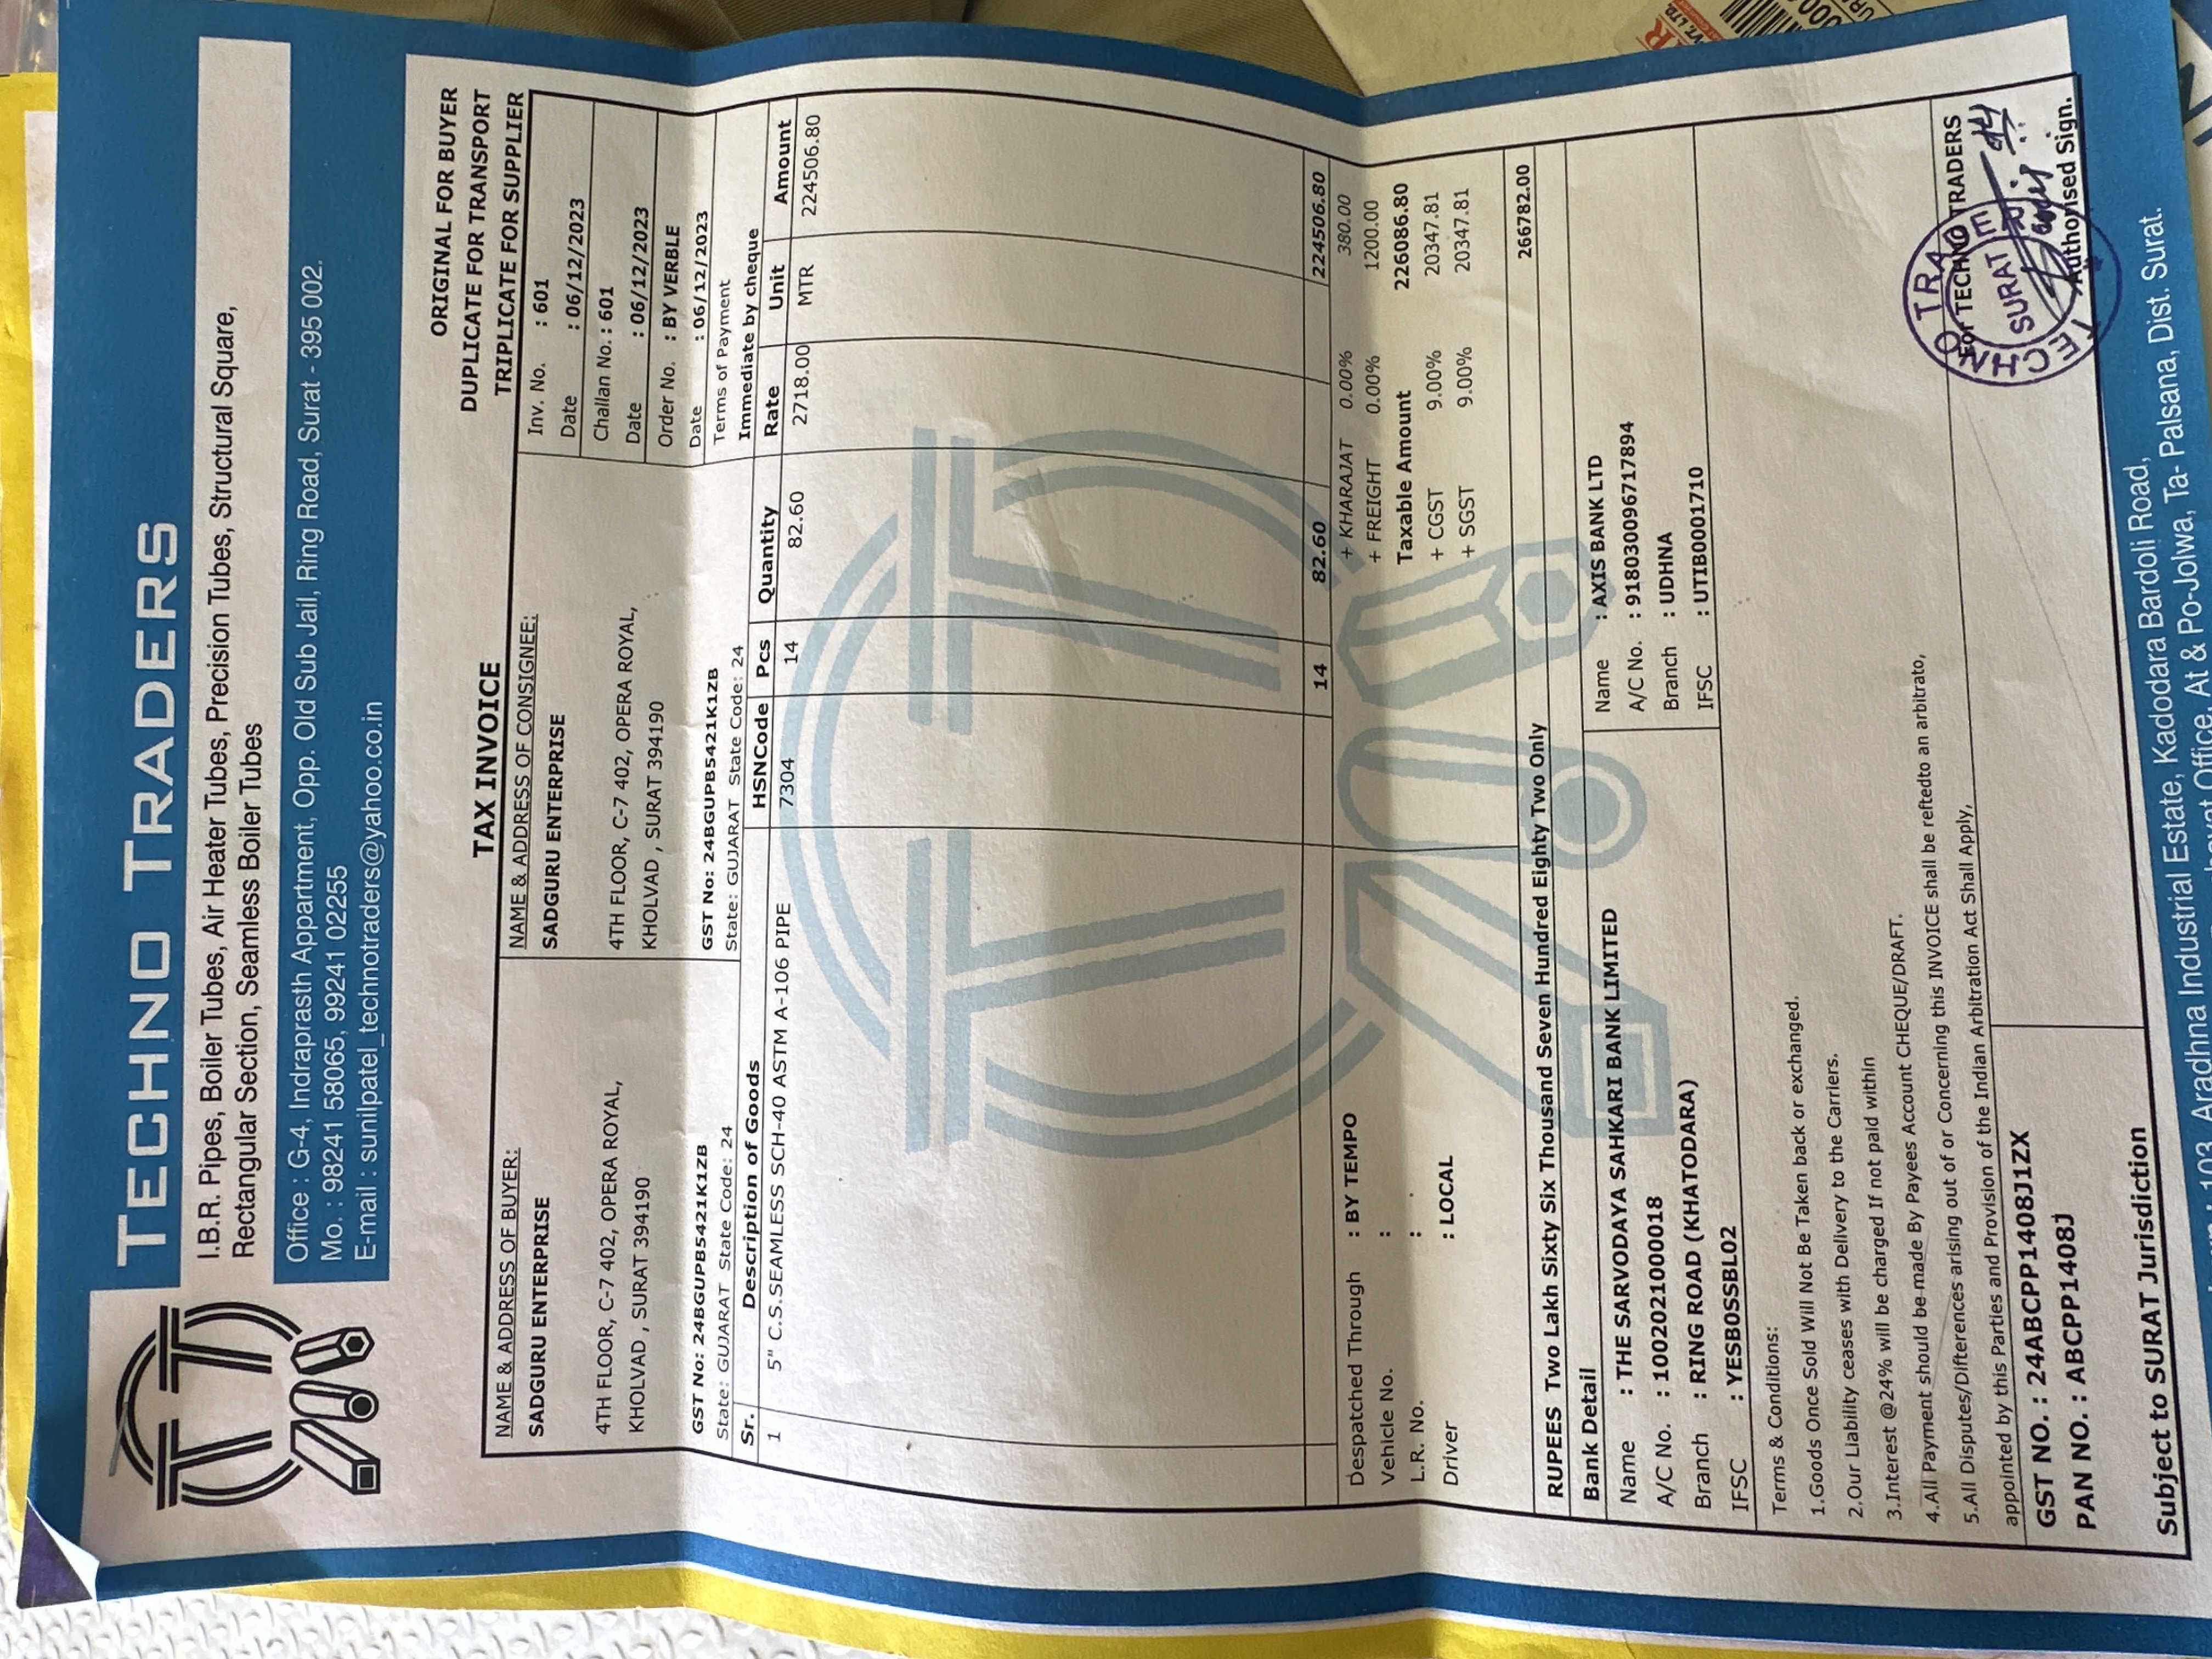 TT
TECHNO TRADERS
I.B.R. Pipes, Boiler Tubes, Air Heater Tubes, Precision Tubes, Structural Square,
Rectangular Section, Seamless Boiler Tubes
Office : G-4, Indraprasth Appartment, Opp. Old Sub Jail, Ring Road, Surat - 395 002.
Mo. : 98241 58065, 99241 02255
E-mail : sunilpatel_technotraders@yahoo.co.in
ORIGINAL FOR BUYER
DUPLICATE FOR TRANSPORT
TRIPLICATE FOR SUPPLIER
TAX INVOICE
NAME & ADDRESS OF BUYER:
SADGURU ENTERPRISE
4TH FLOOR, C-7 402, OPERA ROYAL,
KHOLVAD , SURAT 394190
GST No: 24BGUPB5421K1ZB
State: GUJARAT State Code: 24
NAME & ADDRESS OF CONSIGNEE:
SADGURU ENTERPRISE
4TH FLOOR, C-7 402, OPERA ROYAL,
KHOLVAD , SURAT 394190
GST No: 24BGUPB5421K1ZB
State: GUJARAT State Code: 24
Inv. No. : 601
Date : 06/12/2023
Challan No. : 601
Date : 06/12/2023
Order No. : BY VERBLE
Date : 06/12/2023
Terms of Payment
Immediate by cheque
Sr. Description of Goods HSNCode Pcs Quantity Rate Unit Amount
1 5" C.S.SEAMLESS SCH-40 ASTM A-106 PIPE 7304 14 82.60 2718.00 MTR 224506.80
14 82.60 224506.80
Despatched Through : BY TEMPO
Vehicle No. :
L.R. No. :
Driver : LOCAL
+ KHARAJAT 0.00% 380.00
+ FREIGHT 0.00% 1200.00
Taxable Amount 226086.80
+ CGST 9.00% 20347.81
+ SGST 9.00% 20347.81
266782.00
RUPEES Two Lakh Sixty Six Thousand Seven Hundred Eighty Two Only
Bank Detail
Name : THE SARVODAYA SAHKARI BANK LIMITED
A/C No. : 1002021000018
Branch : RING ROAD (KHATODARA)
IFSC : YESB0SSBL02
Name : AXIS BANK LTD
A/C No. : 918030096717894
Branch : UDHNA
IFSC : UTIB0001710
Terms & Conditions:
1.Goods Once Sold Will Not Be Taken back or exchanged.
2.Our Liability ceases with Delivery to the Carriers.
3.Interest @24% will be charged If not paid within
4.All Payment should be made By Payees Account CHEQUE/DRAFT.
5.All Disputes/Difterences arising out of or Concerning this INVOICE shall be reftedto an arbitrato,
appointed by this Parties and Provision of the Indian Arbitration Act Shall Apply,
GST NO. : 24ABCPP1408J1ZX
PAN NO. : ABCPP1408J
Subject to SURAT Jurisdiction
For TECHNO TRADERS
TECHNO TRADERS
SURAT
Authorised Sign.
: 103, Aradhna Industrial Estate, Kadodara Bardoli Road,
Office, At & Po-Jolwa, Ta- Palsana, Dist. Surat.
PVT. LTD.